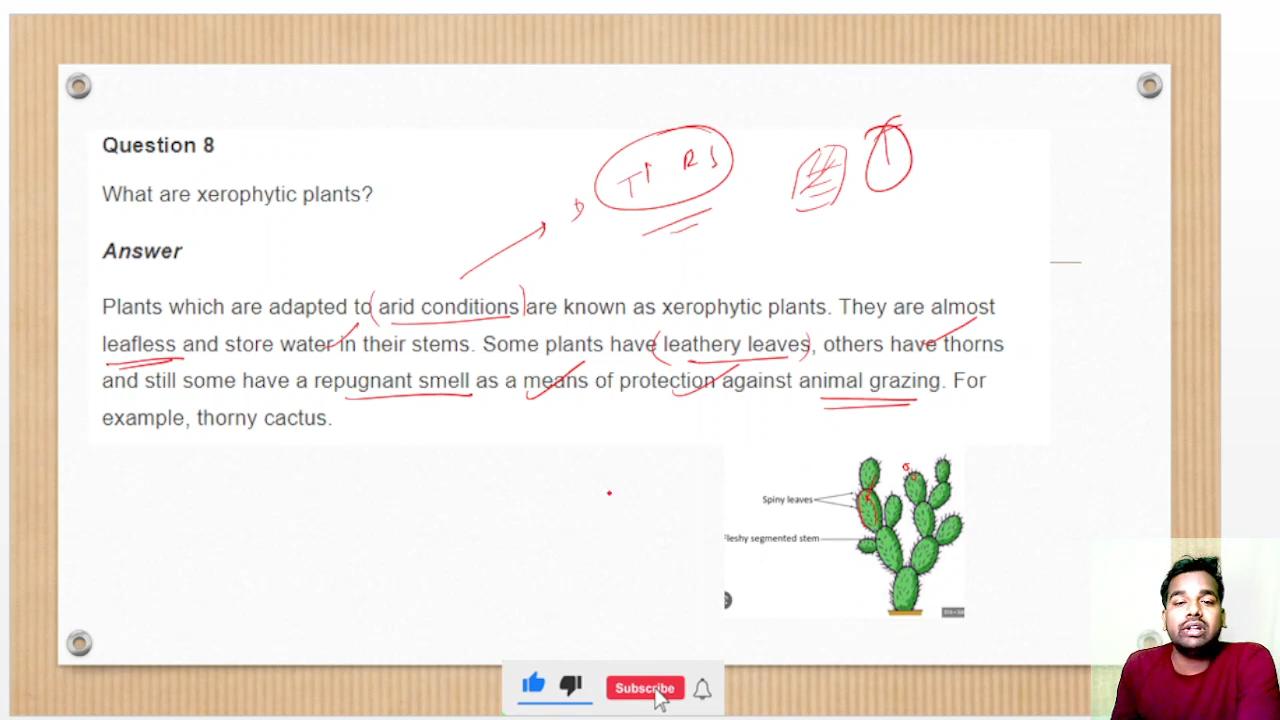 Question 8
T↑ R↓
What are xerophytic plants?
Answer
Plants which are adapted to (arid conditions) are known as xerophytic plants. They are almost
leafless and store water in their stems. Some plants have (leathery leaves), others have thorns
and still some have a repugnant smell as a means of protection against animal grazing. For
example, thorny cactus.
Spiny leaves
Fleshy segmented stem
Subscribe